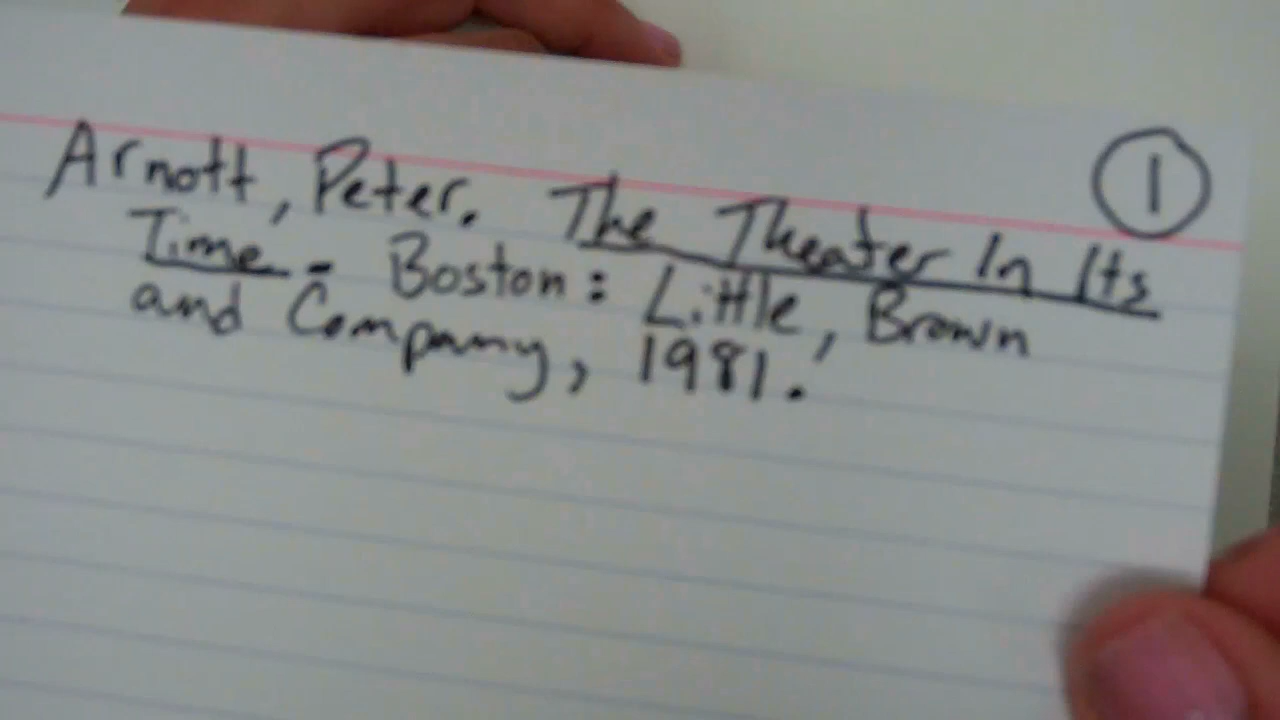 Arnott, Peter. The Theater In Its
Time. Boston: Little, Brown
and Company, 1981.
1